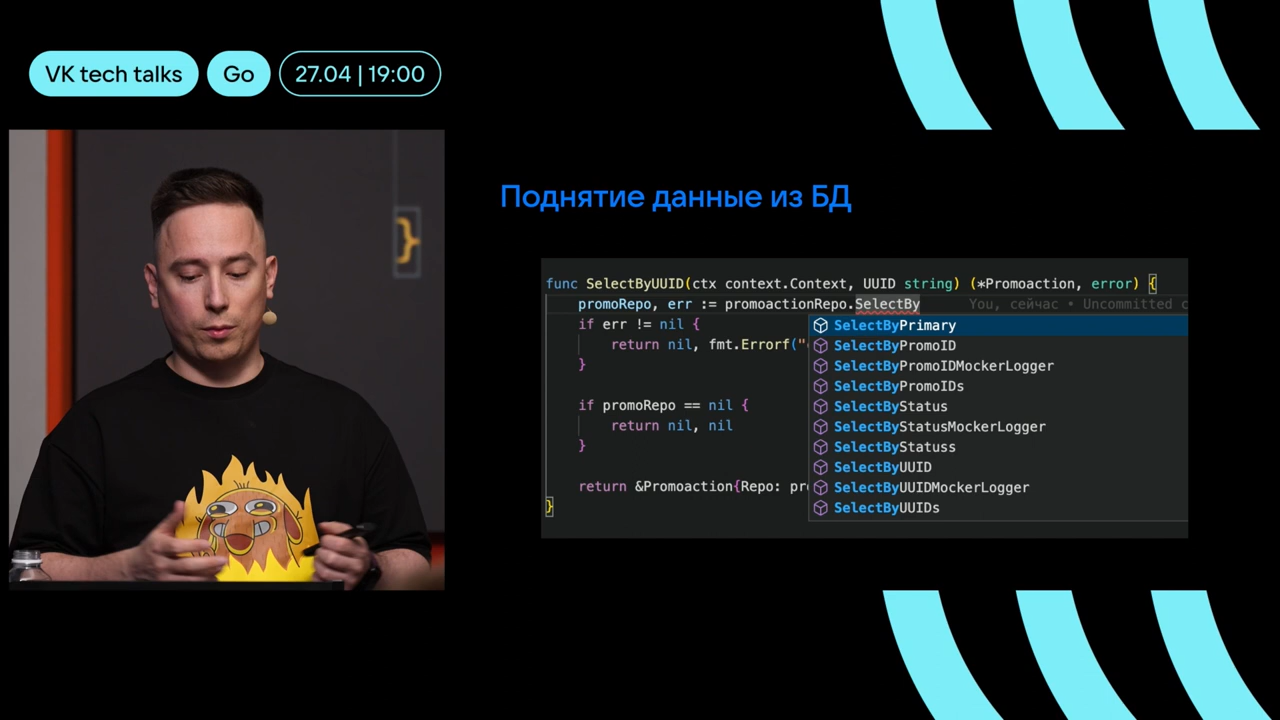 VK tech talks Go 27.04 | 19:00
}
Поднятие данные из БД
func SelectByUUID(ctx context.Context, UUID string) (*Promoaction, error) {
promoRepo, err := promoactionRepo.SelectBy You, сейчас • Uncommitted c
if err != nil {
return nil, fmt.Errorf("
}
if promoRepo == nil {
return nil, nil
}
return &Promoaction{Repo: pr
}
SelectByPrimary
SelectByPromoID
SelectByPromoIDMockerLogger
SelectByPromoIDs
SelectByStatus
SelectByStatusMockerLogger
SelectByStatuss
SelectByUUID
SelectByUUIDMockerLogger
SelectByUUIDs